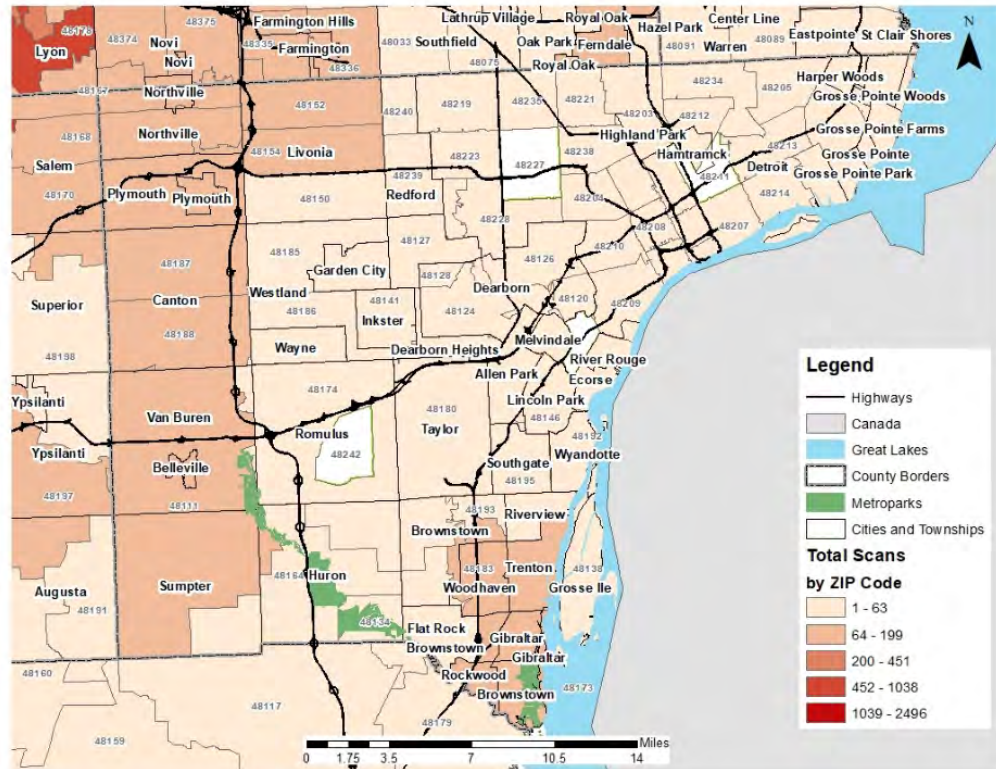 48178
48374
48375
Farmington Hills
Lathrup Village
Royal Oak
Hazel Park
Center Line
Lyon
Novi
Novi
48335
Farmington
48033
Southfield
Oak Park
Ferndale
48091
Warren
48089
Eastpointe
St Clair Shores
N
48336
48075
Royal Oak
48167
Northville
48152
48240
48219
48235
48221
48234
48205
Harper Woods
Grosse Pointe Woods
48168
Northville
48203
48212
Highland Park
Grosse Pointe Farms
Salem
48154
Livonia
48223
48227
48238
Hamtramck
48213
Detroit
Grosse Pointe
Grosse Pointe Park
48170
Plymouth
Plymouth
48150
48239
Redford
48204
48211
48214
48228
48208
48207
48187
48185
48127
48210
Garden City
48126
48128
Superior
Canton
Westland
48141
Dearborn
48120
48209
48186
Inkster
48124
48188
Wayne
Melvindale
48198
Dearborn Heights
River Rouge
Allen Park
Ecorse
48174
Lincoln Park
Ypsilanti
Van Buren
48180
48146
Romulus
Taylor
48192
Ypsilanti
48242
Wyandotte
Belleville
Southgate
48197
48195
48111
48193
Riverview
Brownstown
48183
Trenton
48138
Augusta
Sumpter
48164
Huron
Woodhaven
Grosse Ile
48191
48134
Flat Rock
Gibraltar
Brownstown
Gibraltar
48160
Rockwood
48173
48117
Brownstown
48159
48179
Miles
0 1.75 3.5 7 10.5 14
Legend
Highways
Canada
Great Lakes
County Borders
Metroparks
Cities and Townships
Total Scans
by ZIP Code
1 - 63
64 - 199
200 - 451
452 - 1038
1039 - 2496